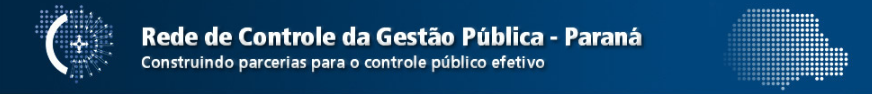 Rede de Controle da Gestão Pública - Paraná
Construindo parcerias para o controle público efetivo